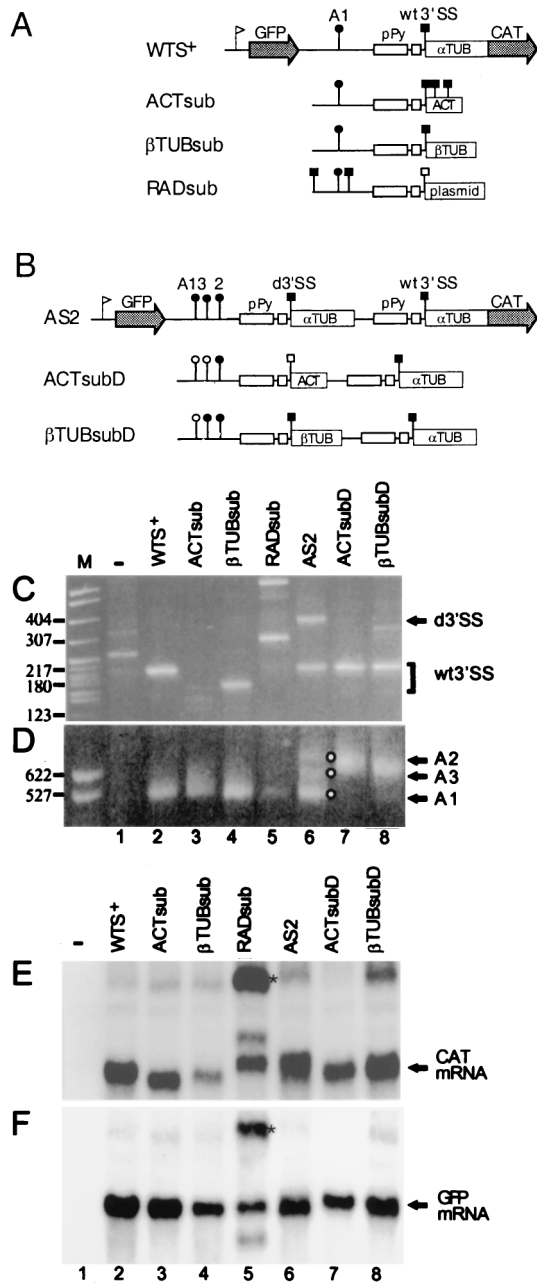 A
GFP A1 pPy wt3'SS CAT
WTS+ αTUB
ACTsub ACT
βTUBsub βTUB
RADsub plasmid
B
GFP A13 2 pPy d3'SS pPy wt3'SS CAT
AS2 αTUB αTUB
ACTsubD ACT αTUB
βTUBsubD βTUB αTUB
M - WTS+ ACTsub βTUBsub RADsub AS2 ACTsubD βTUBsubD
C
404 d3'SS
307
217 wt3'SS
180
123
D
A2
622 A3
527 A1
1 2 3 4 5 6 7 8
- WTS+ ACTsub βTUBsub RADsub AS2 ACTsubD βTUBsubD
E
*
CAT
mRNA
F
*
GFP
mRNA
1 2 3 4 5 6 7 8